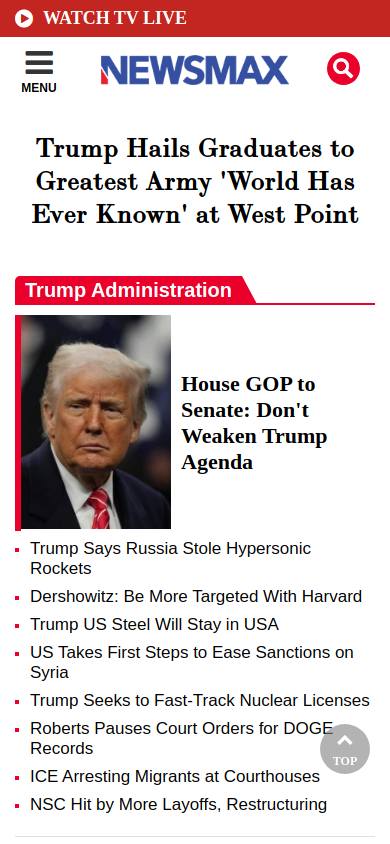 WATCH TV LIVE
MENU
NEWSMAX
Trump Hails Graduates to
Greatest Army 'World Has
Ever Known' at West Point
Trump Administration
House GOP to
Senate: Don't
Weaken Trump
Agenda
Trump Says Russia Stole Hypersonic
Rockets
Dershowitz: Be More Targeted With Harvard
Trump US Steel Will Stay in USA
US Takes First Steps to Ease Sanctions on
Syria
Trump Seeks to Fast-Track Nuclear Licenses
Roberts Pauses Court Orders for DOGE
Records
TOP
ICE Arresting Migrants at Courthouses
NSC Hit by More Layoffs, Restructuring